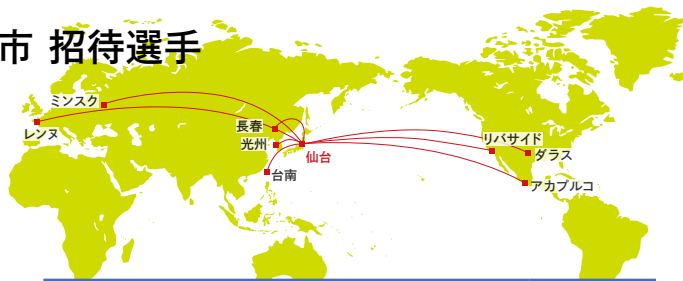 市 招待選手
ミンスク
レンヌ
長春
光州
仙台
台南
リバサイド
ダラス
アカプルコ